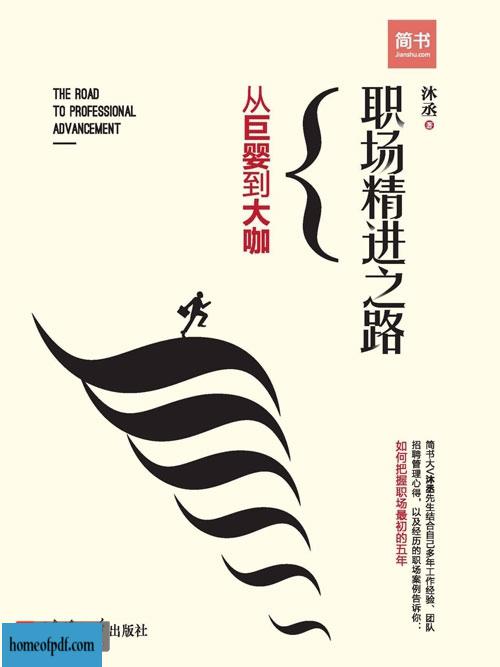 简书
Jianshu.com
THE ROAD
TO PROFESSIONAL
ADVANCEMENT
职场精进之路
沐丞 著
从巨婴到大咖
简书大V沐丞先生结合自己多年工作经验、团队
招聘管理心得，以及经历的职场案例告诉你：
如何把握职场最初的五年
出版社
homeofpdf.com